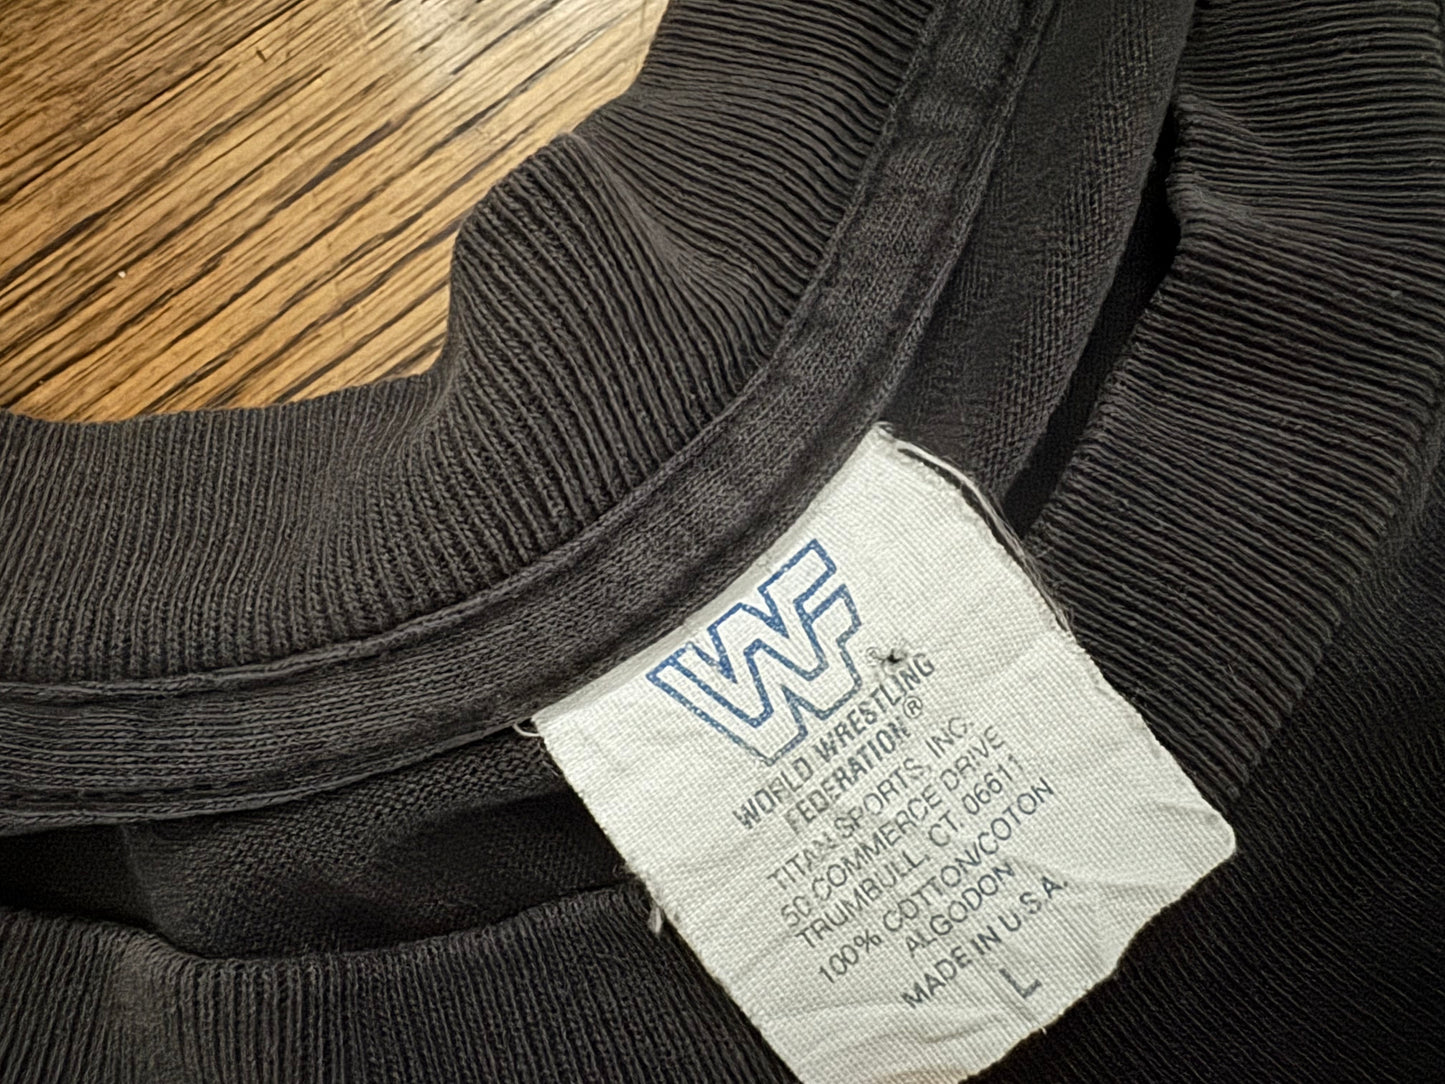 WF
WORLD WRESTLING
FEDERATION®
TITAN SPORTS, INC.
50 COMMERCE DRIVE
TRUMBULL, CT. 06611
100% COTTON/COTON
ALGODON
MADE IN U.S.A.
L